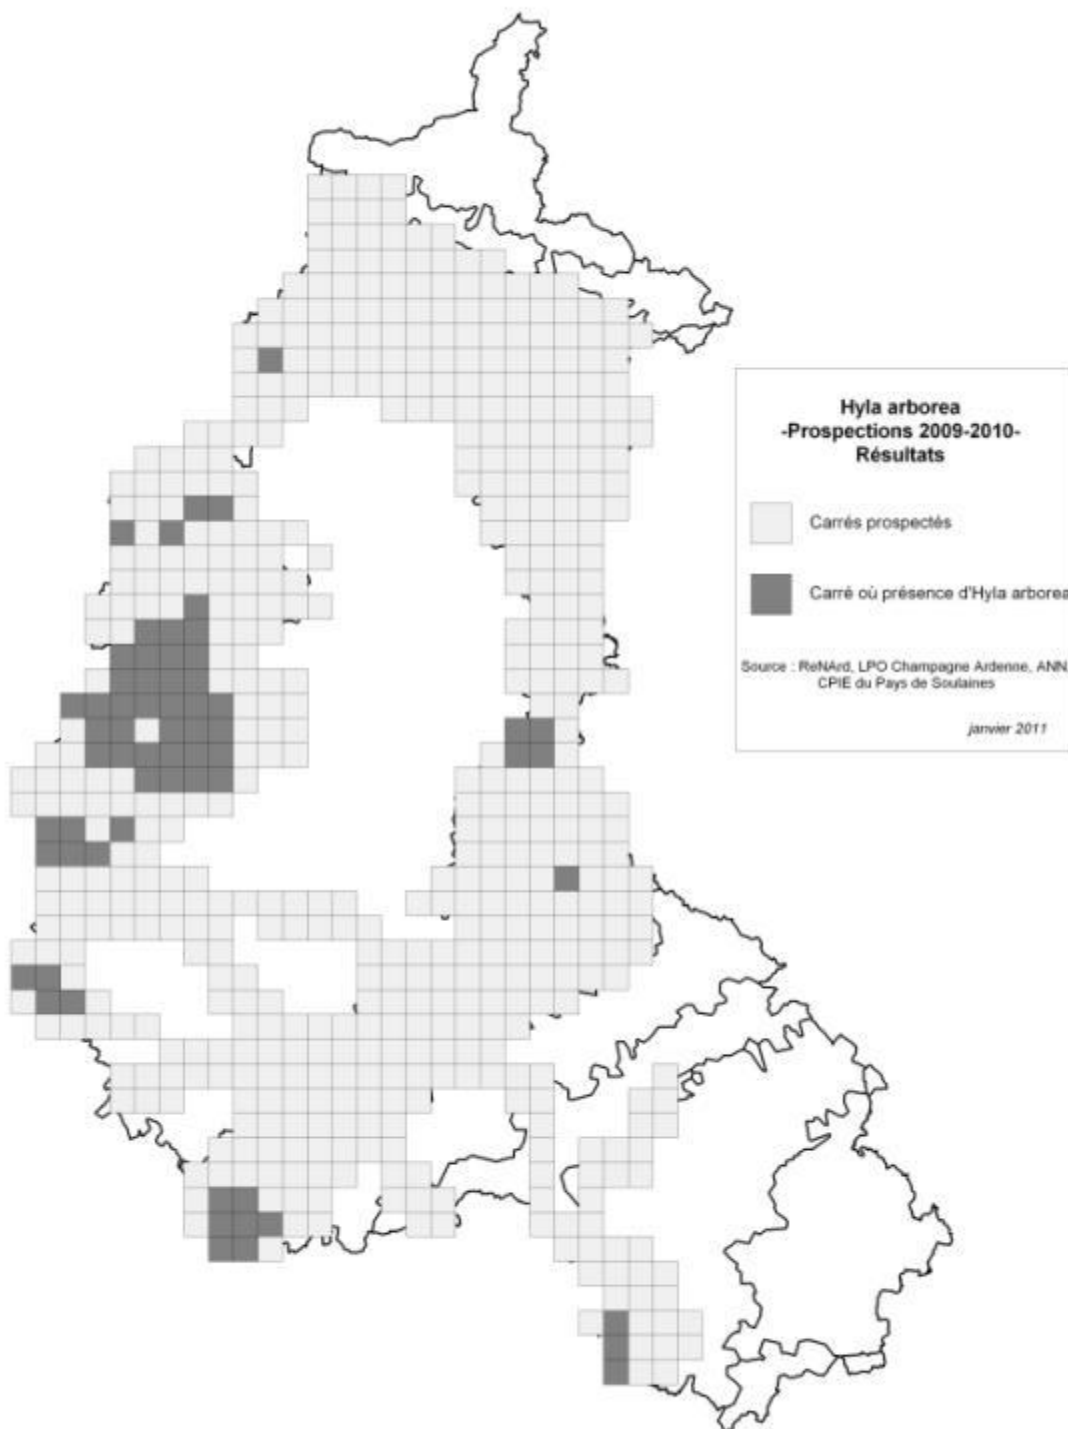 Hyla arborea
-Prospections 2009-2010-
Résultats
Carrés prospectés
Carré où présence d'Hyla arborea
Source : ReNArd, LPO Champagne Ardenne, ANN,
CPIE du Pays de Soulaines
janvier 2011